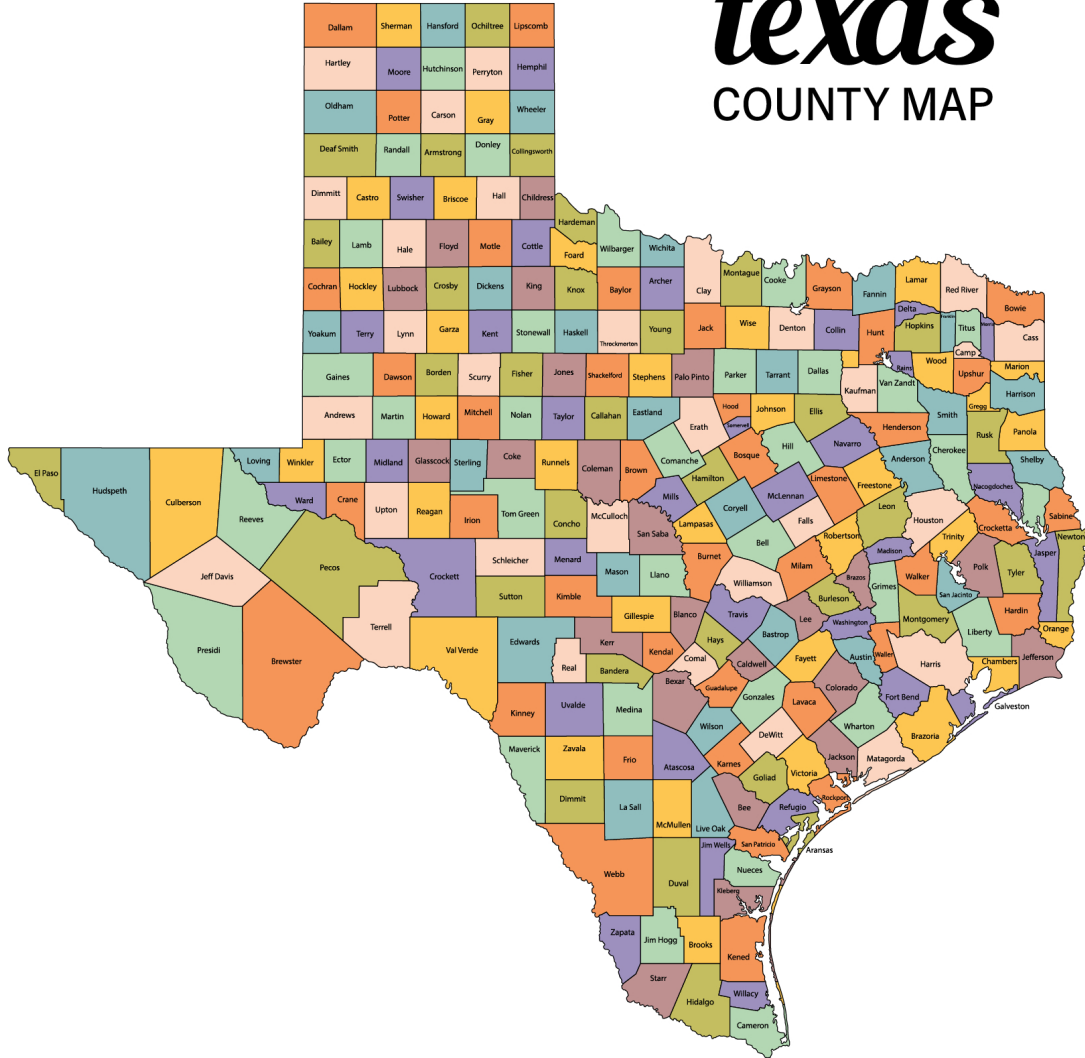 texas
COUNTY MAP
Dallam Sherman Hansford Ochiltree Lipscomb
Hartley Moore Hutchinson Perryton Hemphil
Oldham Potter Carson Gray Wheeler
Deaf Smith Randall Armstrong Donley Collingsworth
Dimmitt Castro Swisher Briscoe Hall Childress
Hardeman
Bailey Lamb Hale Floyd Motle Cottle Foard Wilbarger Wichita
Clay Montague Cooke Grayson Fannin Lamar Red River Bowie
Cochran Hockley Lubbock Crosby Dickens King Knox Baylor Archer
Delta
Yoakum Terry Lynn Garza Kent Stonewall Haskell Threckmerton Young Jack Wise Denton Collin Hunt Hopkins Titus Cass
Camp
Gaines Dawson Borden Scurry Fisher Jones Shackelford Stephens Palo Pinto Parker Tarrant Dallas Kaufman Van Zandt Rains Wood Upshur Marion
Harrison
Andrews Martin Howard Mitchell Nolan Taylor Callahan Eastland Erath Hood Somervell Johnson Ellis Henderson Smith Gregg
Rusk Panola
El Paso Hudspeth Culberson Loving Winkler Ector Midland Glasscock Sterling Coke Runnels Coleman Brown Comanche Hamilton Bosque Hill Navarro Anderson Cherokee Shelby
Nacogdoches
Reeves Ward Crane Upton Reagan Irion Tom Green Concho McCulloch San Saba Mills Lampasas Coryell McLennan Limestone Freestone Falls Leon Houston Crocketta Sabine
Jeff Davis Pecos Crockett Schleicher Menard Mason Llano Burnet Bell Milam Robertson Madison Trinity Polk Tyler Jasper Newton
Terrell Sutton Kimble Gillespie Blanco Williamson Travis Lee Burleson Brazos Grimes Walker San Jacinto Hardin
Washington Montgomery Liberty Orange
Presidi Brewster Val Verde Edwards Real Kerr Bandera Kendal Comal Hays Caldwell Bastrop Fayett Austin Waller Harris Chambers Jefferson
Kinney Uvalde Medina Bexar Guadalupe Gonzales Lavaca Colorado Fort Bend Galveston
Wilson DeWitt Wharton Brazoria
Maverick Zavala Frio Atascosa Karnes Goliad Victoria Jackson Matagorda
Dimmit La Sall McMullen Live Oak Bee Refugio Rockport
Webb Duval Jim Wells San Patricio Aransas
Nueces
Kleberg
Zapata Jim Hogg Brooks Kened
Starr Hidalgo Willacy
Cameron